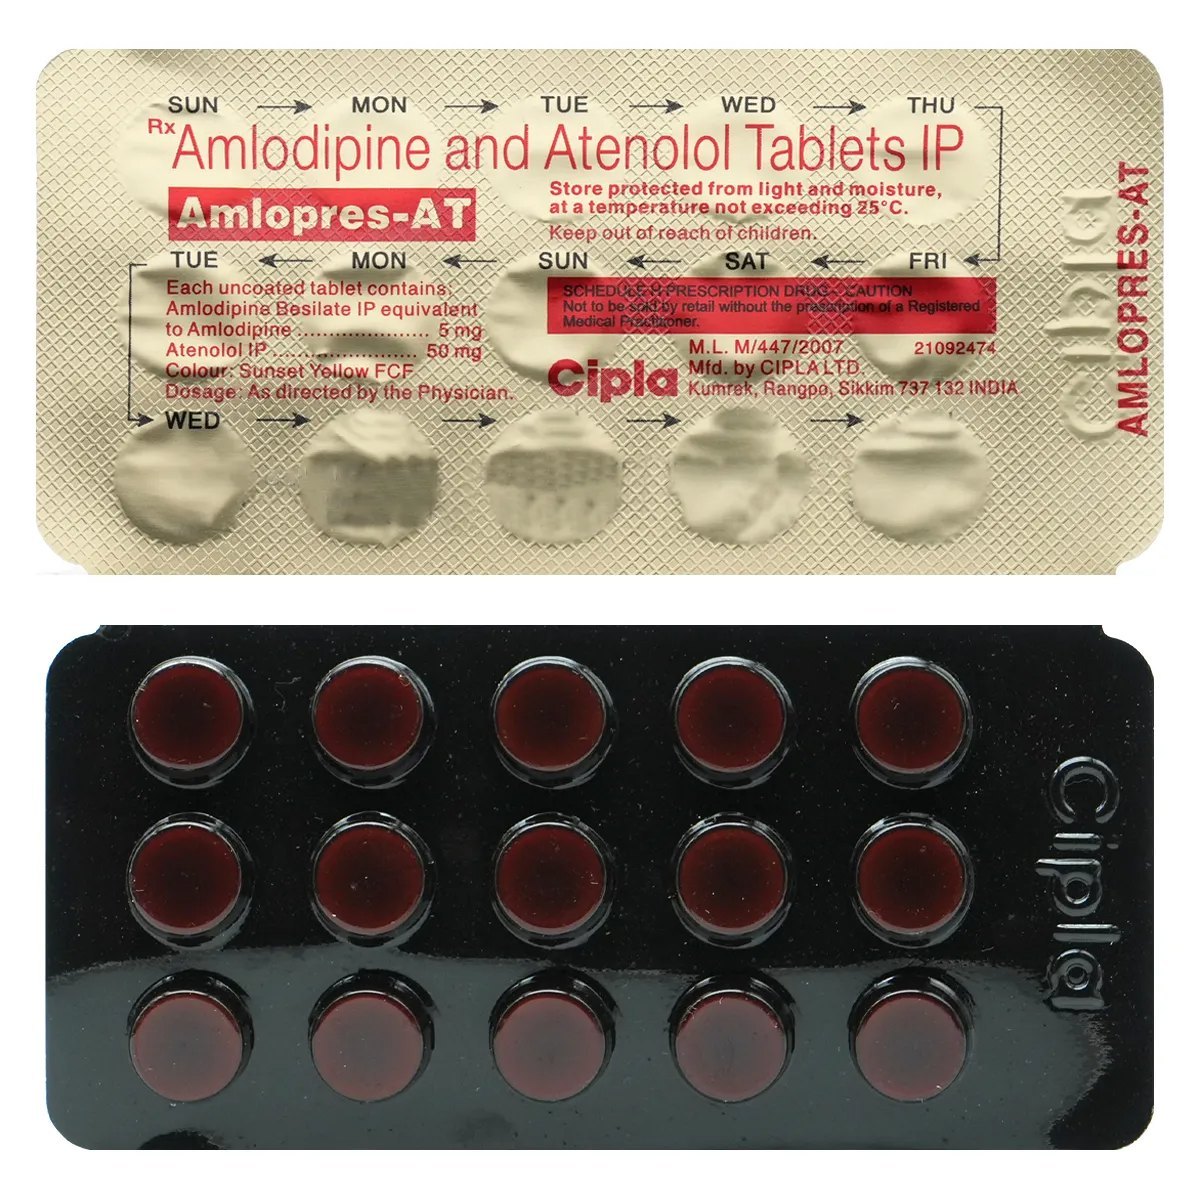 SUN → MON → TUE → WED → THU
Rx Amlodipine and Atenolol Tablets IP
Amlopres-AT
Store protected from light and moisture,
at a temperature not exceeding 25°C.
Keep out of reach of children.
TUE ← MON ← SUN ← SAT ← FRI
Each uncoated tablet contains:
Amlodipine Besilate IP equivalent
to Amlodipine ..................... 5 mg
Atenolol IP ....................... 50 mg
Colour: Sunset Yellow FCF
Dosage: As directed by the Physician.
SCHEDULE H PRESCRIPTION DRUG - CAUTION
Not to be sold by retail without the prescription of a Registered
Medical Practitioner.
Cipla
M.L. M/447/2007 21092474
Mfd. by CIPLA LTD.
Kumrek, Rangpo, Sikkim 737 132 INDIA
WED → → → →
Cipla
AMLOPRES-AT
Cipla